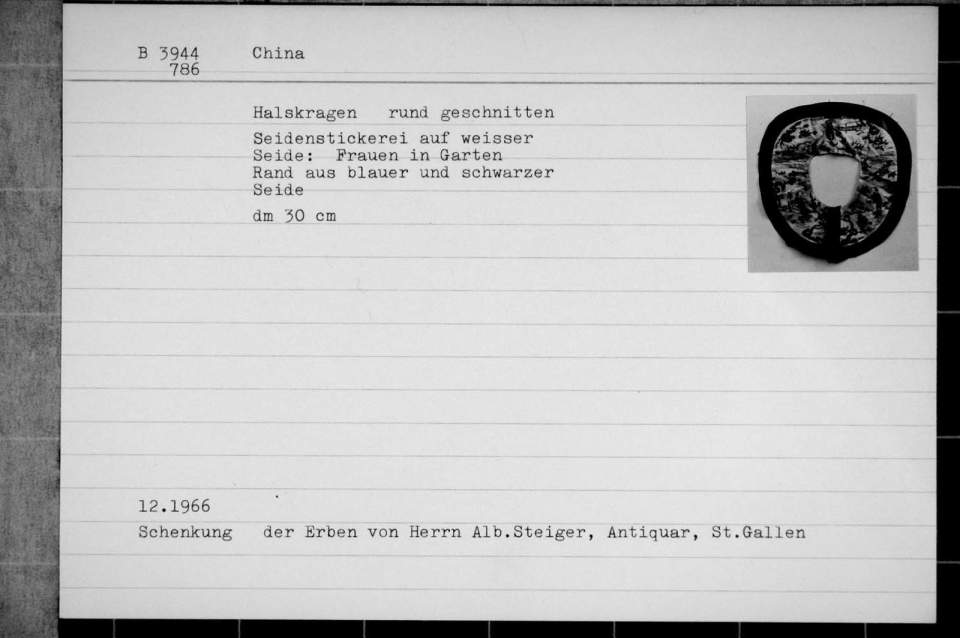 B 3944 China
786
Halskragen rund geschnitten
Seidenstickerei auf weisser
Seide: Frauen in Garten
Rand aus blauer und schwarzer
Seide
dm 30 cm
12.1966
Schenkung der Erben von Herrn Alb.Steiger, Antiquar, St.Gallen